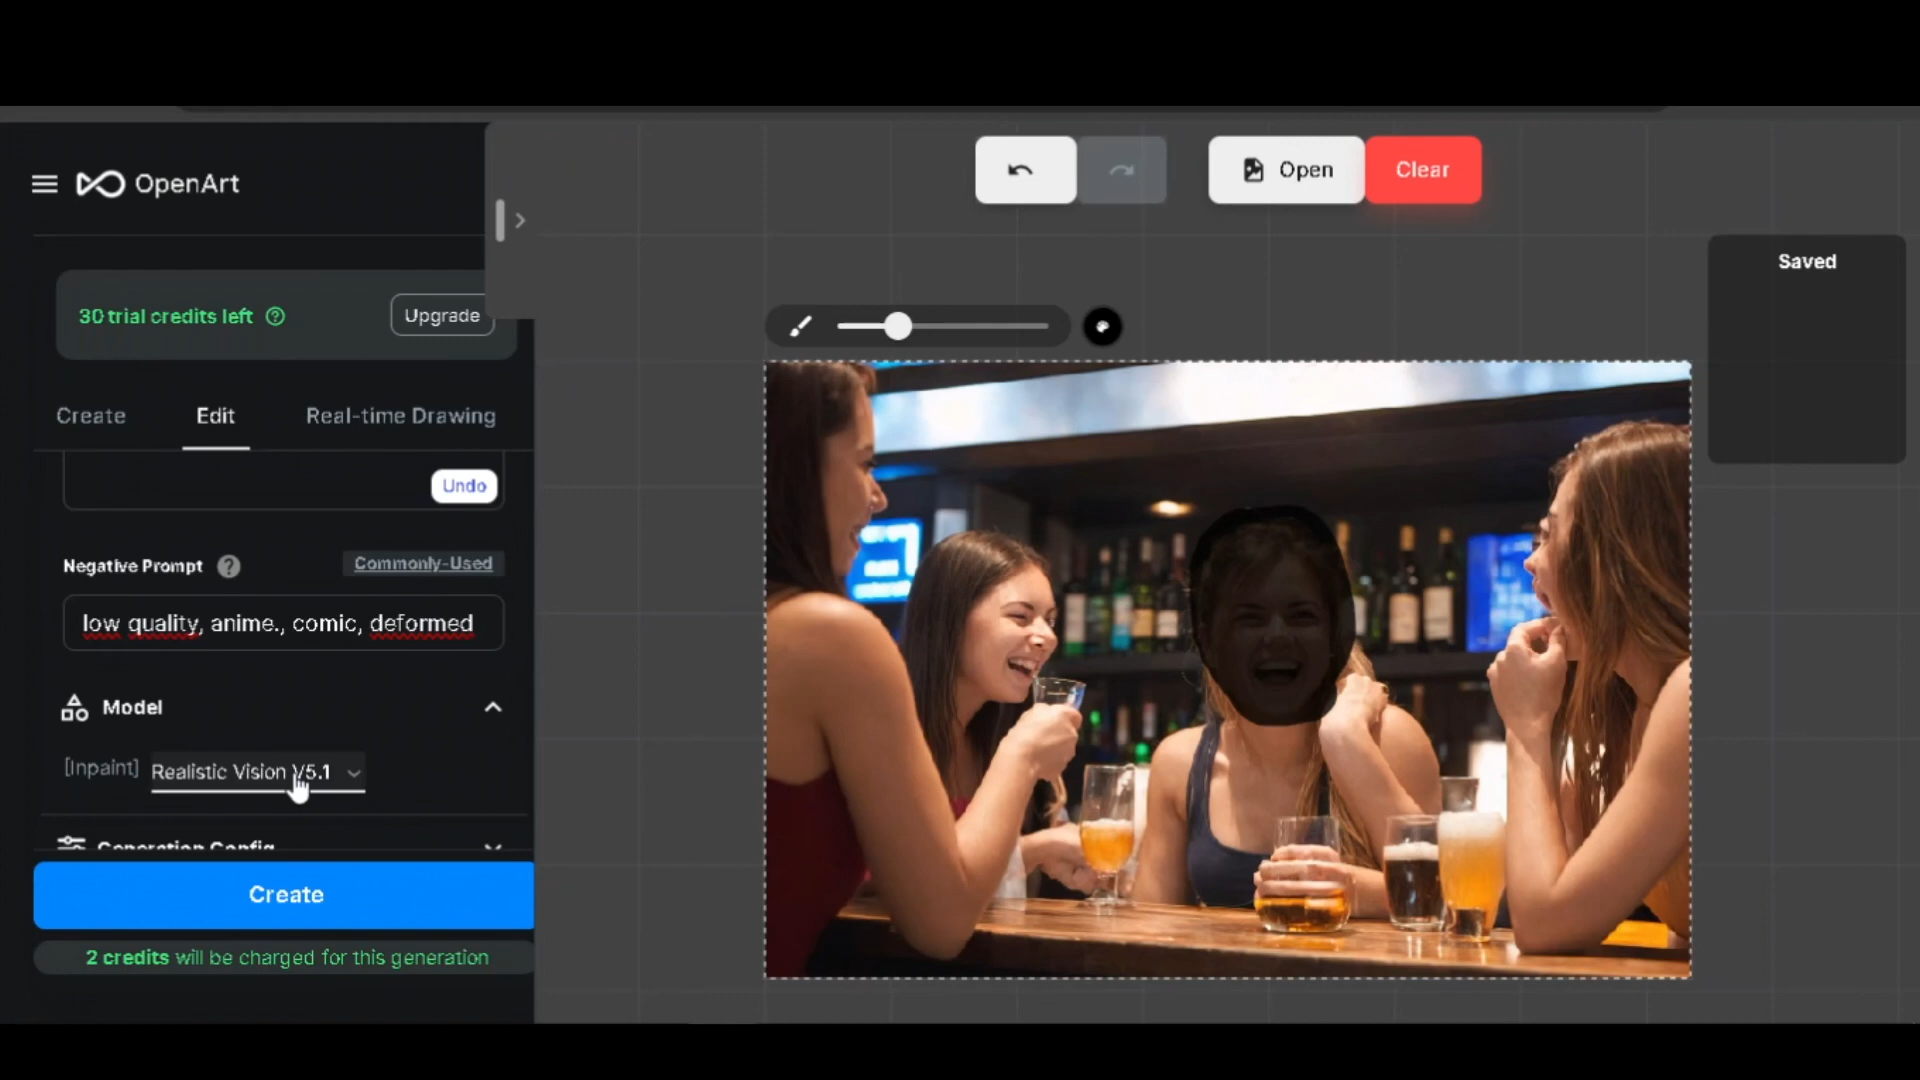 OpenArt
Open
Clear
Saved
30 trial credits left
Upgrade
Create
Edit
Real-time Drawing
Undo
Negative Prompt
Commonly-Used
low quality, anime., comic, deformed
Model
[Inpaint] Realistic Vision V5.1
Generation Config
Create
2 credits will be charged for this generation